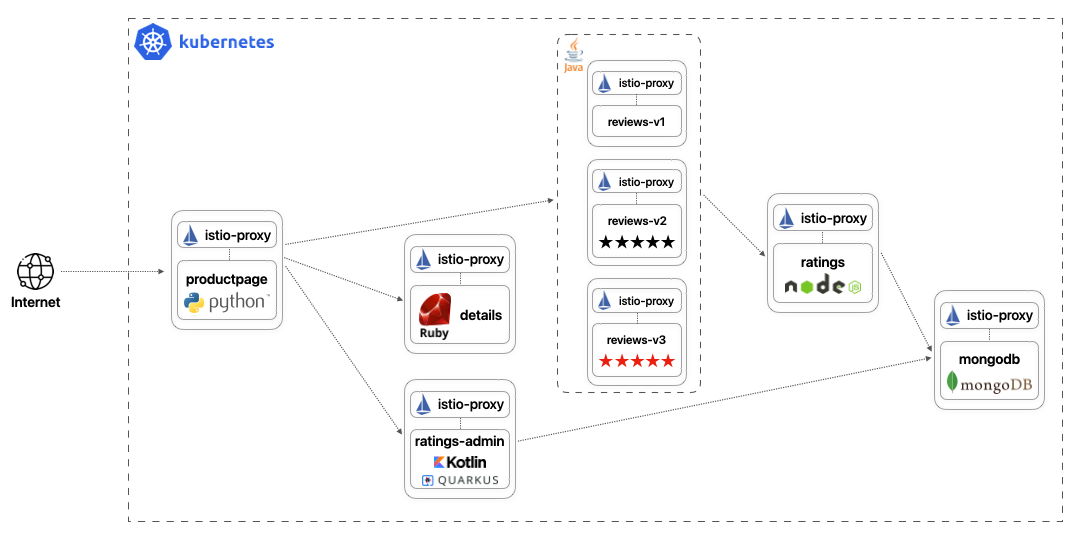 kubernetes
Java
istio-proxy
reviews-v1
istio-proxy
reviews-v2
istio-proxy
reviews-v3
Internet
istio-proxy
productpage
python™
istio-proxy
Ruby
details
istio-proxy
ratings-admin
Kotlin
QUARKUS
istio-proxy
ratings
node
JS
istio-proxy
mongodb
mongoDB